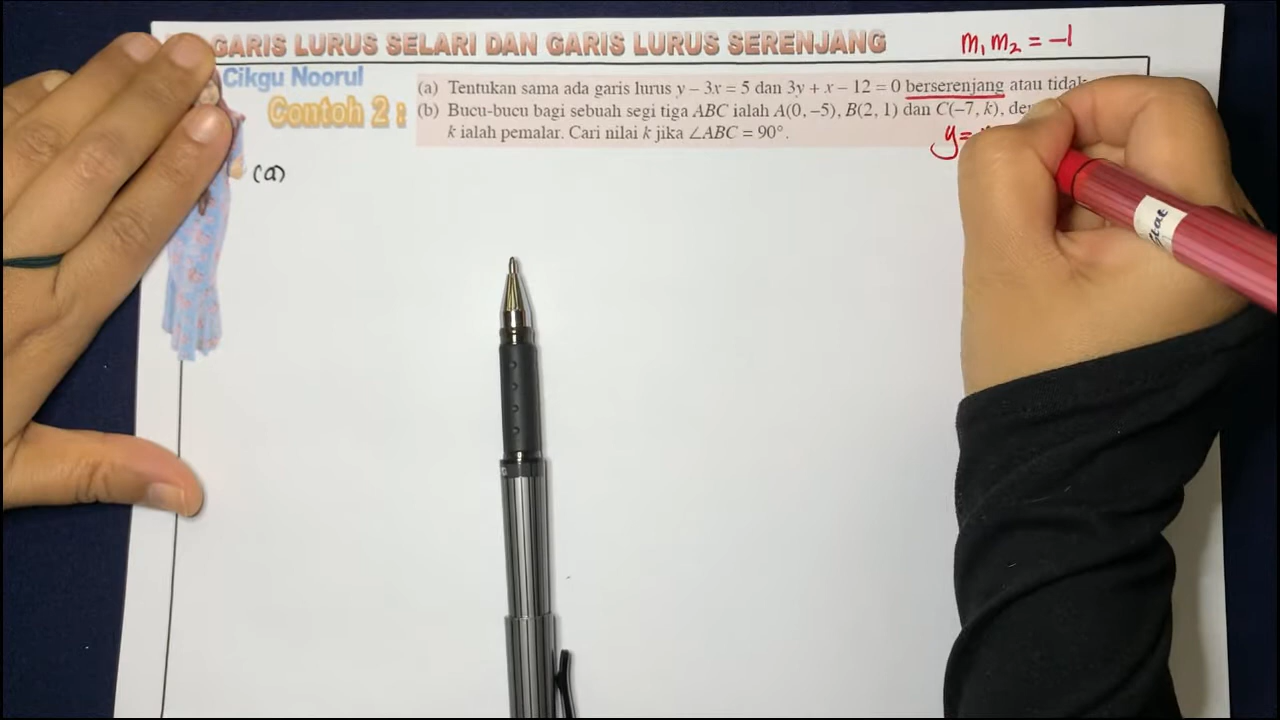 GARIS LURUS SELARI DAN GARIS LURUS SERENJANG
m₁m₂ = -1
Cikgu Noorul
Contoh 2 :
(a) Tentukan sama ada garis lurus y – 3x = 5 dan 3y + x – 12 = 0 berserenjang atau tidak
(b) Bucu-bucu bagi sebuah segi tiga ABC ialah A(0, –5), B(2, 1) dan C(–7, k),
k ialah pemalar. Cari nilai k jika ∠ABC = 90°.
y =
(a)